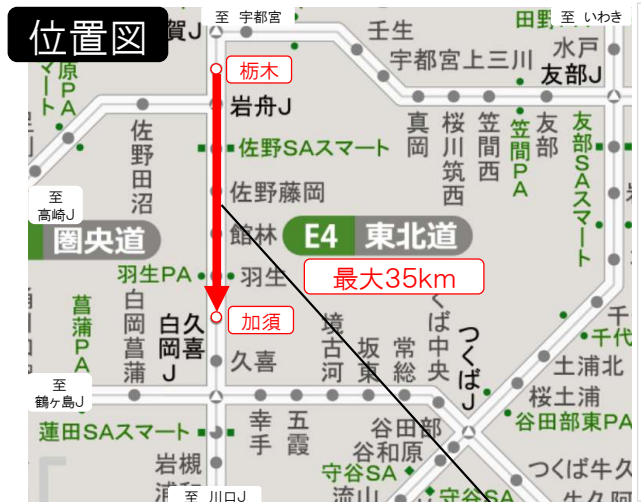 位置図
賀J
至 宇都宮
壬生
田野PA
至 いわき
宇都宮上三川
水戸
友部J
原PA
スマート
栃木
岩舟J
佐野田沼
佐野SAスマート
真岡
桜川筑西
笠間西
笠間PA
友部
友部SAスマート
至
高崎J
佐野藤岡
圏央道
館林
E4 東北道
羽生PA
羽生
最大35km
菖蒲PA
白岡菖蒲
久喜
白岡J
加須
久喜
境古河
坂東
常総
くば中央
つくばJ
千代
土浦北
桜土浦
谷田部東PA
至
鶴ヶ島J
蓮田SAスマート
幸手
五霞
谷田部
谷和原
守谷SA
守谷SA
流山
つくば牛久
岩槻
浦和
至 川口J
牛久阿